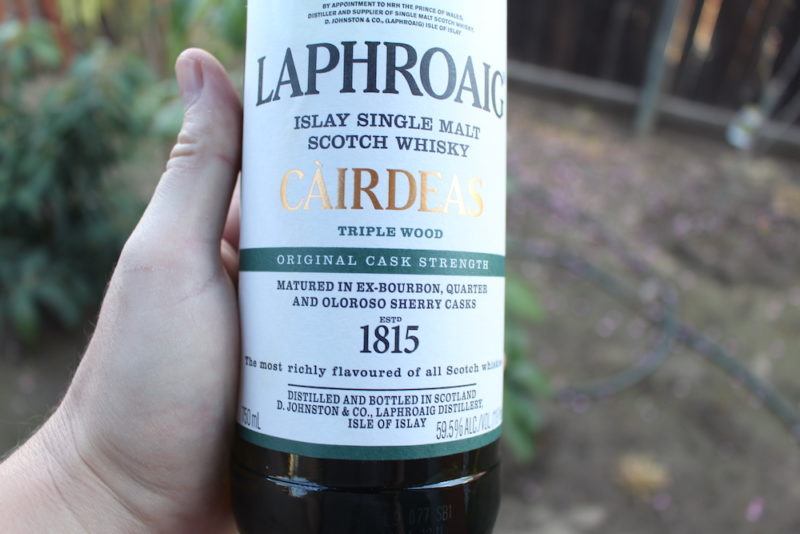 BY APPOINTMENT TO HRH THE PRINCE OF WALES,
DISTILLER AND SUPPLIER OF SINGLE MALT SCOTCH WHISKY,
D. JOHNSTON & CO., (LAPHROAIG) ISLE OF ISLAY
LAPHROAIG
ISLAY SINGLE MALT
SCOTCH WHISKY
CÀIRDEAS
TRIPLE WOOD
ORIGINAL CASK STRENGTH
MATURED IN EX-BOURBON, QUARTER
AND OLOROSO SHERRY CASKS
ESTD
1815
The most richly flavoured of all Scotch whiskies
DISTILLED AND BOTTLED IN SCOTLAND
D. JOHNSTON & CO., LAPHROAIG DISTILLERY,
ISLE OF ISLAY
750 mL
59.5% ALC./VOL.